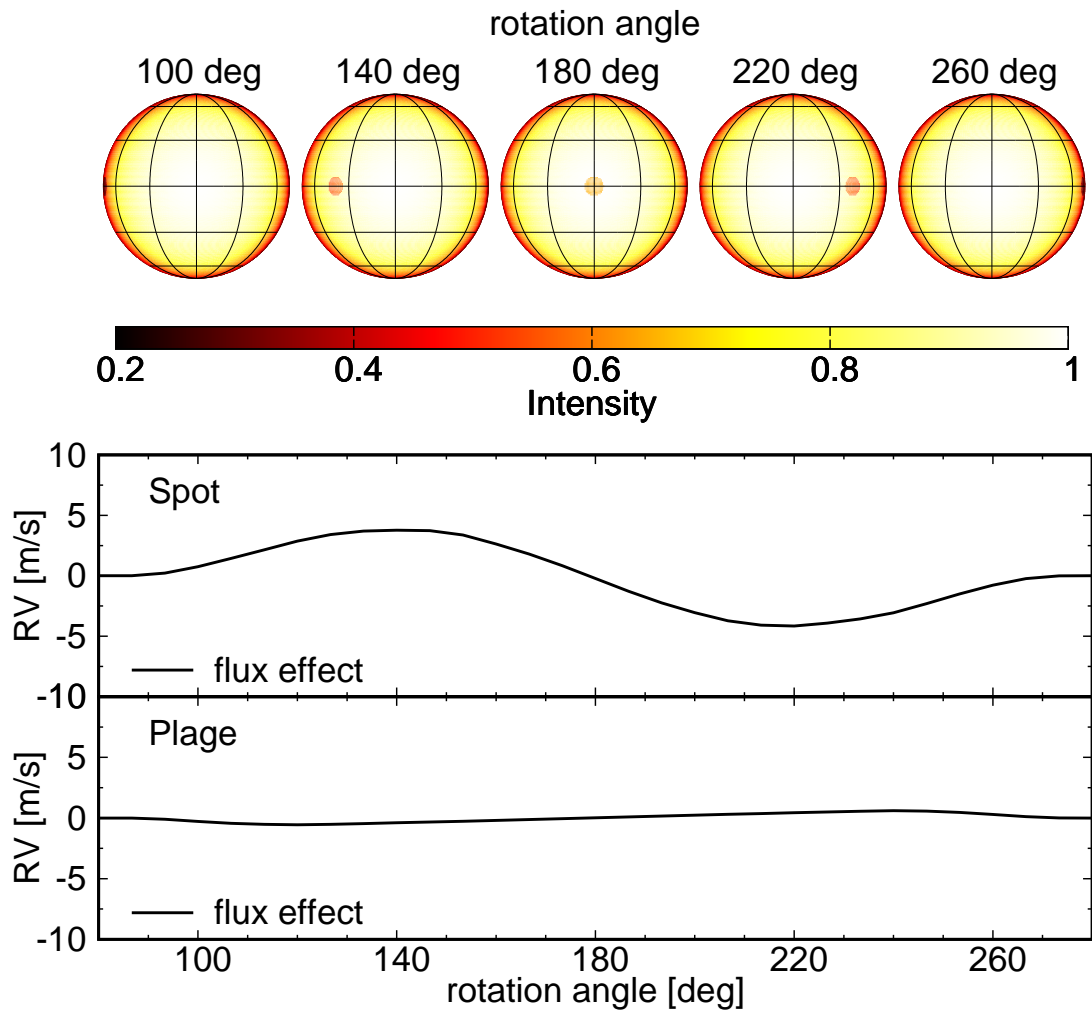 rotation angle
100 deg 140 deg 180 deg 220 deg 260 deg
0.2 0.4 0.6 0.8 1
Intensity
10
5
0
-5
-10
RV [m/s]
Spot
flux effect
5
0
-5
-10
RV [m/s]
Plage
flux effect
100 140 180 220 260
rotation angle [deg]